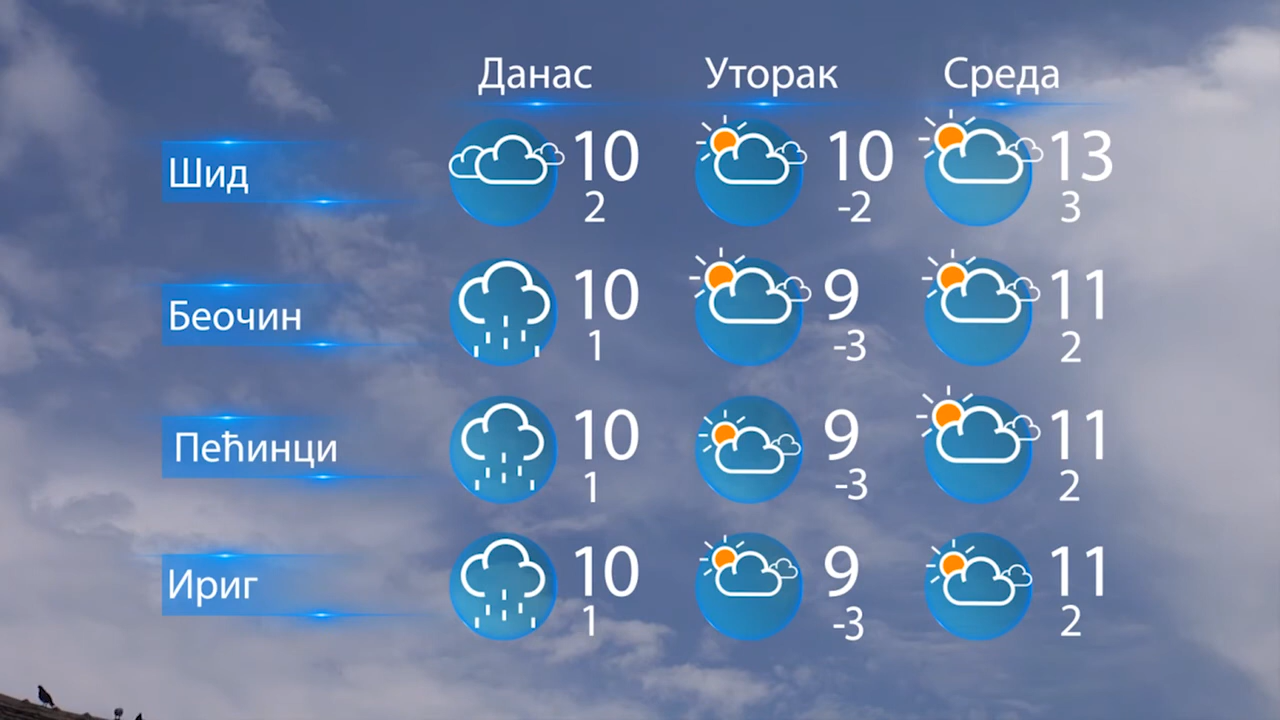 Данас Уторак Среда
Шид 10 10 13
2 -2 3
Беочин 10 9 11
1 -3 2
Пећинци 10 9 11
1 -3 2
Ириг 10 9 11
1 -3 2